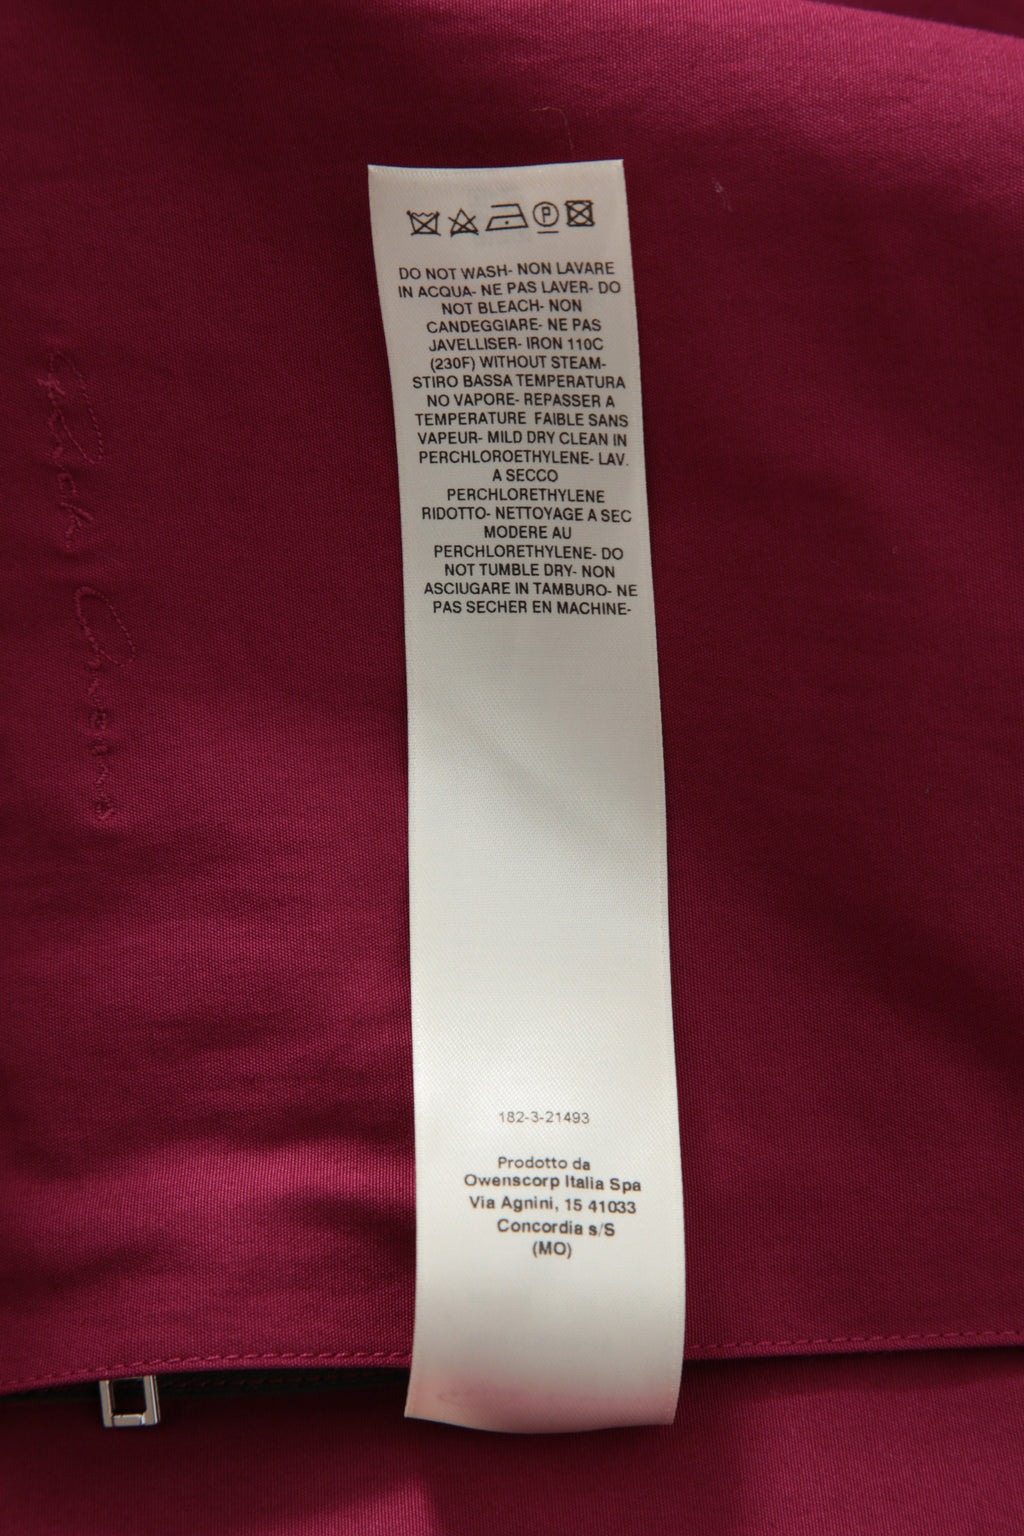 DO NOT WASH- NON LAVARE
IN ACQUA- NE PAS LAVER- DO
NOT BLEACH- NON
CANDEGGIARE- NE PAS
JAVELLISER- IRON 110C
(230F) WITHOUT STEAM-
STIRO BASSA TEMPERATURA
NO VAPORE- REPASSER A
TEMPERATURE FAIBLE SANS
VAPEUR- MILD DRY CLEAN IN
PERCHLOROETHYLENE- LAV.
A SECCO
PERCHLORETHYLENE
RIDOTTO- NETTOYAGE A SEC
MODERE AU
PERCHLORETHYLENE- DO
NOT TUMBLE DRY- NON
ASCIUGARE IN TAMBURO- NE
PAS SECHER EN MACHINE-
182-3-21493
Prodotto da
Owenscorp Italia Spa
Via Agnini, 15 41033
Concordia s/S
(MO)